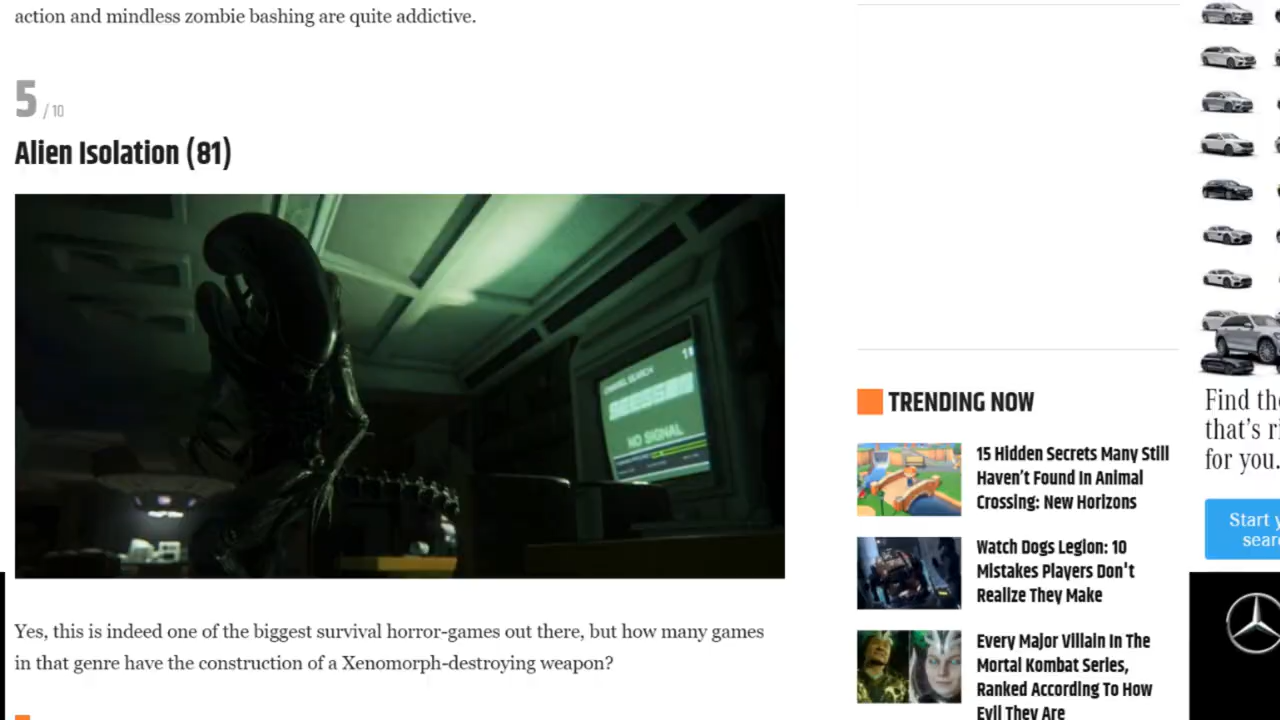 action and mindless zombie bashing are quite addictive.
5 / 10
Alien Isolation (81)
NO SIGNAL
Yes, this is indeed one of the biggest survival horror-games out there, but how many games
in that genre have the construction of a Xenomorph-destroying weapon?
TRENDING NOW
15 Hidden Secrets Many Still
Haven't Found In Animal
Crossing: New Horizons
Watch Dogs Legion: 10
Mistakes Players Don't
Realize They Make
Every Major Villain In The
Mortal Kombat Series,
Ranked According To How
Evil They Are
Find the
that's ri
for you.
Start y
sear